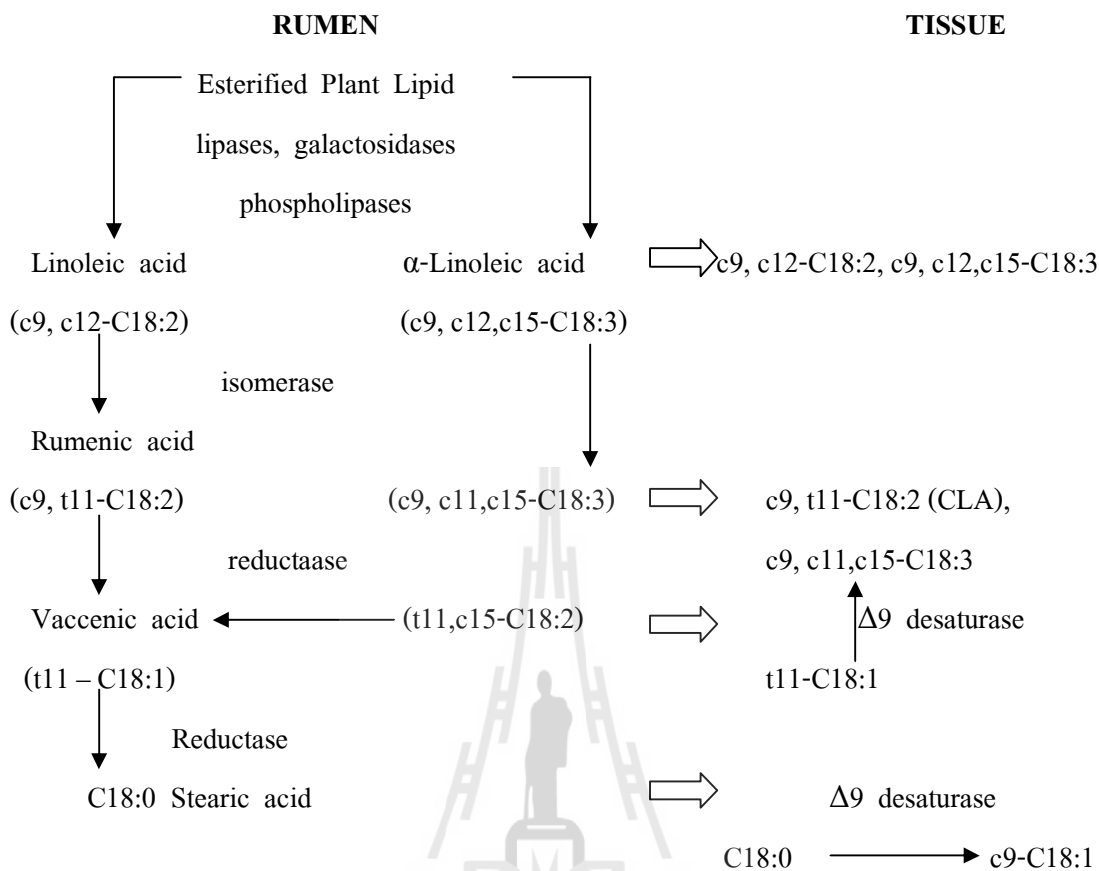 RUMEN TISSUE
Esterified Plant Lipid
lipases, galactosidases
phospholipases
Linoleic acid α-Linoleic acid c9, c12-C18:2, c9, c12,c15-C18:3
(c9, c12-C18:2) (c9, c12,c15-C18:3)
isomerase
Rumenic acid
(c9, t11-C18:2) (c9, c11,c15-C18:3) c9, t11-C18:2 (CLA),
reductaase c9, c11,c15-C18:3
Vaccenic acid (t11,c15-C18:2) Δ9 desaturase
(t11 – C18:1) t11-C18:1
Reductase
C18:0 Stearic acid Δ9 desaturase
C18:0 c9-C18:1